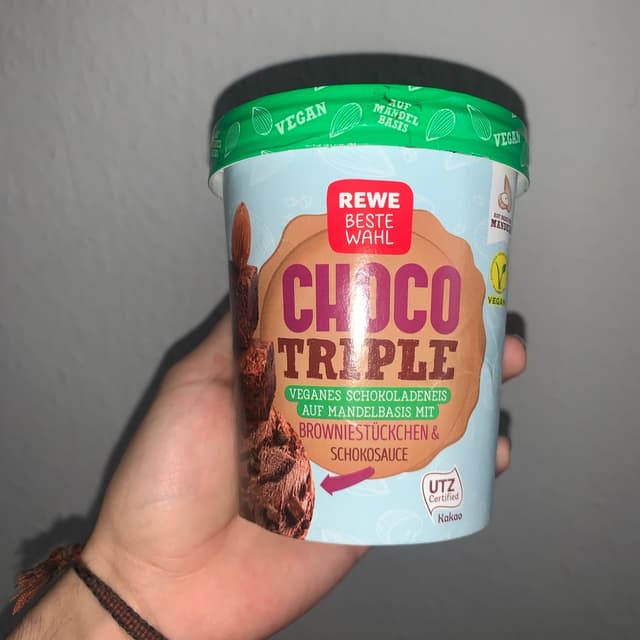 VEGAN
AUF
MANDEL
BASIS
VEGAN
REWE
BESTE
WAHL
CHOCO
TRIPLE
VEGANES SCHOKOLADENEIS
AUF MANDELBASIS MIT
BROWNIESTÜCKCHEN &
SCHOKOSAUCE
VEGAN
UTZ
Certified
Kakao